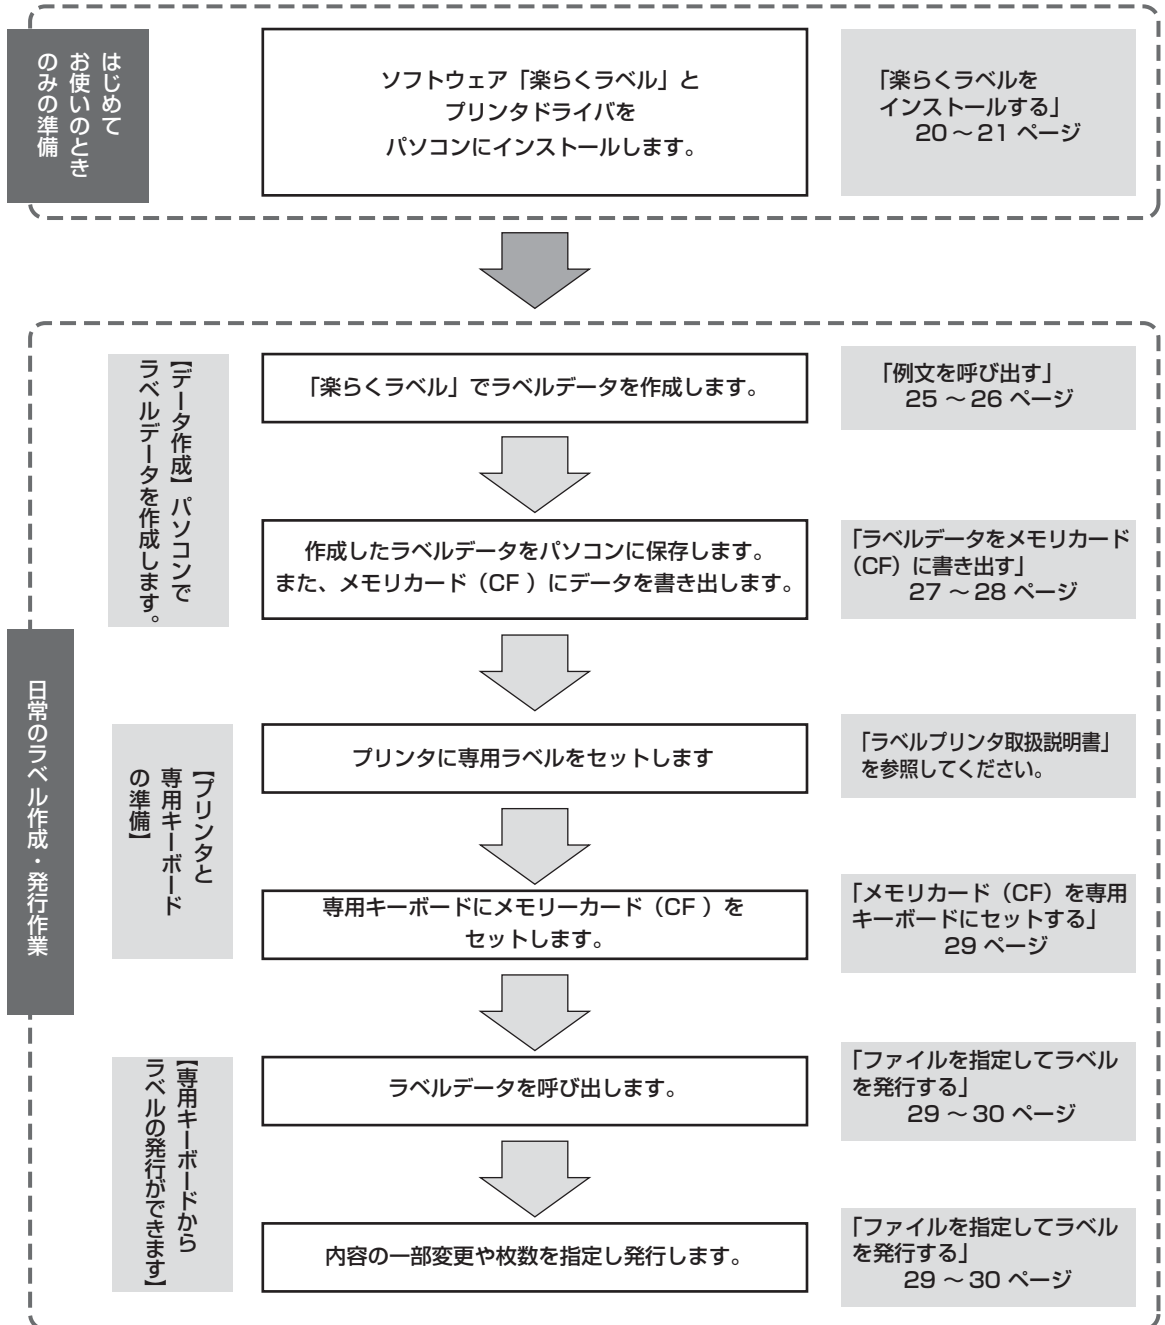 はじめて
お使いのとき
のみの準備
ソフトウェア「楽らくラベル」と
プリンタドライバを
パソコンにインストールします。
「楽らくラベルを
インストールする」
20 ~ 21 ページ
日常のラベル作成・発行作業
【データ作成】パソコンで
ラベルデータを作成します。
「楽らくラベル」でラベルデータを作成します。
「例文を呼び出す」
25 ~ 26 ページ
作成したラベルデータをパソコンに保存します。
また、メモリカード(CF )にデータを書き出します。
「ラベルデータをメモリカード
(CF)に書き出す」
27 ~ 28 ページ
【プリンタと
専用キーボード
の準備】
プリンタに専用ラベルをセットします
「ラベルプリンタ取扱説明書」
を参照してください。
専用キーボードにメモリーカード(CF )を
セットします。
「メモリカード(CF)を専用
キーボードにセットする」
29 ページ
【専用キーボードから
ラベルの発行ができます】
ラベルデータを呼び出します。
「ファイルを指定してラベル
を発行する」
29 ~ 30 ページ
内容の一部変更や枚数を指定し発行します。
「ファイルを指定してラベル
を発行する」
29 ~ 30 ページ